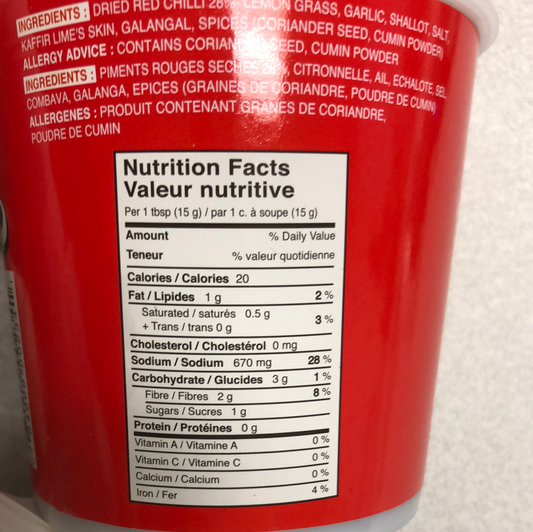 INGREDIENTS : DRIED RED CHILLI 28%, LEMON GRASS, GARLIC, SHALLOT, SALT,
KAFFIR LIME'S SKIN, GALANGAL, SPICES (CORIANDER SEED, CUMIN POWDER)
ALLERGY ADVICE : CONTAINS CORIANDER SEED, CUMIN POWDER
INGREDIENTS : PIMENTS ROUGES SECHES CITRONNELLE, AIL, ECHALOTE, SEL,
COMBAVA, GALANGA, EPICES (GRAINES DE CORIANDRE, POUDRE DE CUMIN)
ALLERGENES : PRODUIT CONTENANT GRANES DE CORIANDRE,
POUDRE DE CUMIN
Nutrition Facts
Valeur nutritive
Per 1 tbsp (15 g) / par 1 c. à soupe (15 g)
Amount % Daily Value
Teneur % valeur quotidienne
Calories / Calories 20
Fat / Lipides 1 g 2 %
Saturated / saturés 0.5 g
+ Trans / trans 0 g 3 %
Cholesterol / Cholestérol 0 mg
Sodium / Sodium 670 mg 28 %
Carbohydrate / Glucides 3 g 1 %
Fibre / Fibres 2 g 8 %
Sugars / Sucres 1 g
Protein / Protéines 0 g
Vitamin A / Vitamine A 0 %
Vitamin C / Vitamine C 0 %
Calcium / Calcium 0 %
Iron / Fer 4 %